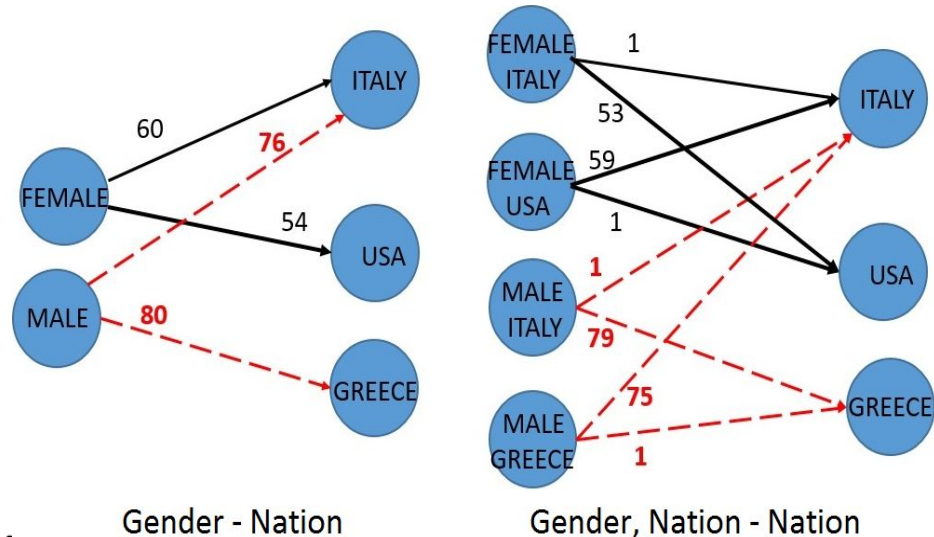 60
76
54
80
FEMALE
MALE
ITALY
USA
GREECE
Gender - Nation
FEMALE
ITALY
FEMALE
USA
MALE
ITALY
MALE
GREECE
1
53
59
1
1
79
75
1
ITALY
USA
GREECE
Gender, Nation - Nation